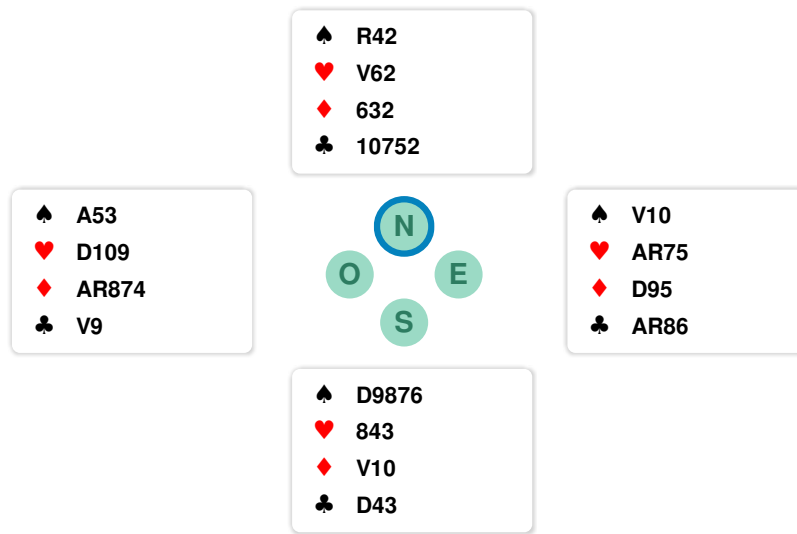 ♠ R42
♥ V62
♦ 632
♣ 10752
♠ A53
♥ D109
♦ AR874
♣ V9
N
O E
S
♠ V10
♥ AR75
♦ D95
♣ AR86
♠ D9876
♥ 843
♦ V10
♣ D43